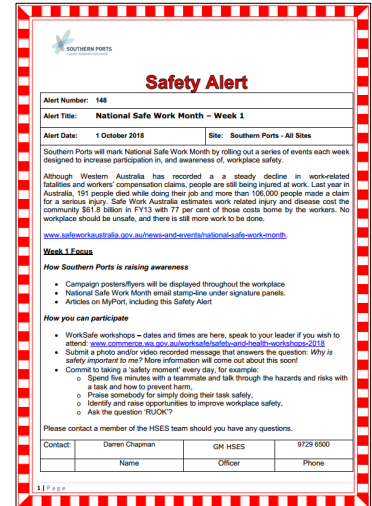 SOUTHERN PORTS
Safety Alert
Alert Number: 148
Alert Title: National Safe Work Month – Week 1
Alert Date: 1 October 2018 Site: Southern Ports - All Sites
Southern Ports will mark National Safe Work Month by rolling out a series of events each week
designed to increase participation in, and awareness of, workplace safety.
Although Western Australia has recorded a a steady decline in work-related
fatalities and workers' compensation claims, people are still being injured at work. Last year in
Australia, 191 people died while doing their job and more than 106,000 people made a claim
for a serious injury. Safe Work Australia estimates work related injury and disease cost the
community $61.8 billion in FY13 with 77 per cent of those costs borne by the workers. No
workplace should be unsafe, and there is still more work to be done.
www.safeworkaustralia.gov.au/news-and-events/national-safe-work-month.
Week 1 Focus
How Southern Ports is raising awareness
• Campaign posters/flyers will be displayed throughout the workplace
• National Safe Work Month email stamp-line under signature panels.
• Articles on MyPort, including this Safety Alert
How you can participate
• WorkSafe workshops – dates and times are here, speak to your leader if you wish to
attend: www.commerce.wa.gov.au/worksafe/safety-and-health-workshops-2018
• Submit a photo and/or video recorded message that answers the question: Why is
safety important to me? More information will come out about this soon!
• Commit to taking a 'safety moment' every day, for example:
o Spend five minutes with a teammate and talk through the hazards and risks with
a task and how to prevent harm,
o Praise somebody for simply doing their task safely,
o Identify and raise opportunities to improve workplace safety,
o Ask the question 'RUOK'?
Please contact a member of the HSES team should you have any questions.
Contact: Darren Chapman GM HSES 9729 6500
Name Officer Phone
1 | Page